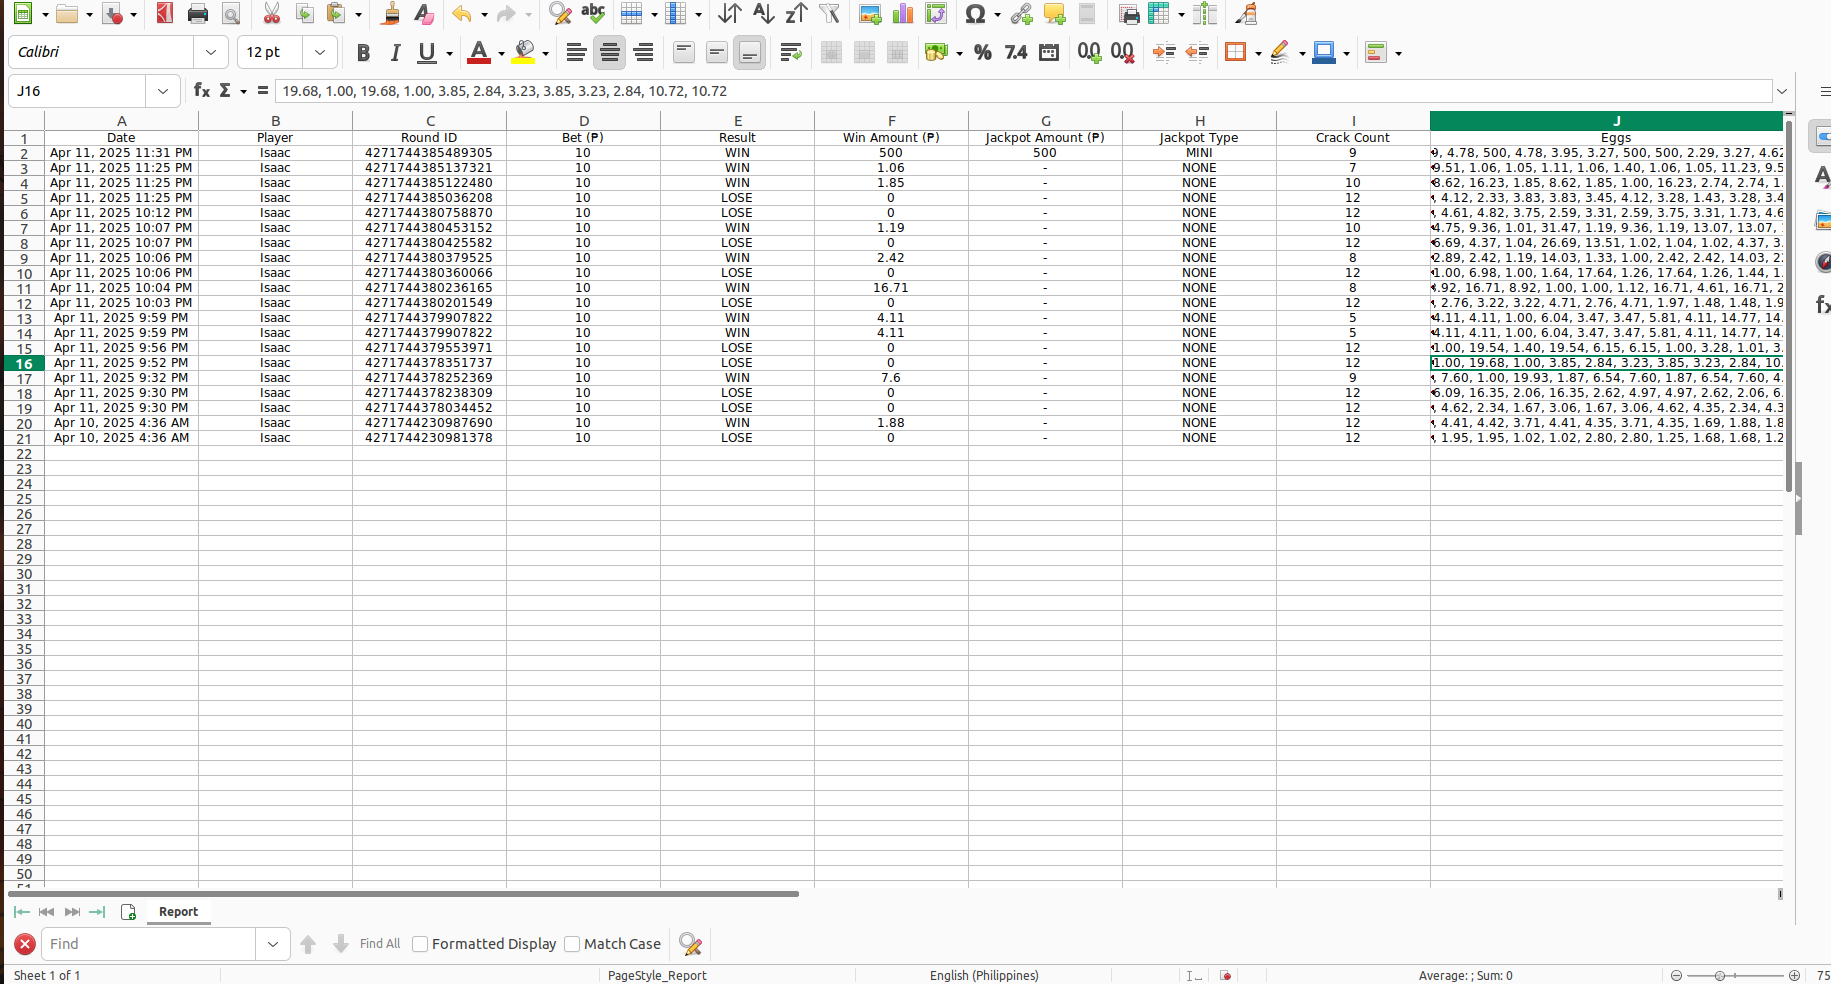 Calibri 12 pt B I U A % 7.4
J16 fx Σ = 19.68, 1.00, 19.68, 1.00, 3.85, 2.84, 3.23, 3.85, 3.23, 2.84, 10.72, 10.72
A B C D E F G H I J
1 Date Player Round ID Bet (₱) Result Win Amount (₱) Jackpot Amount (₱) Jackpot Type Crack Count Eggs
2 Apr 11, 2025 11:31 PM Isaac 4271744385489305 10 WIN 500 500 MINI 9 9, 4.78, 500, 4.78, 3.95, 3.27, 500, 500, 2.29, 3.27, 4.62
3 Apr 11, 2025 11:25 PM Isaac 4271744385137321 10 WIN 1.06 - NONE 7 9.51, 1.06, 1.05, 1.11, 1.06, 1.40, 1.06, 1.05, 11.23, 9.5
4 Apr 11, 2025 11:25 PM Isaac 4271744385122480 10 WIN 1.85 - NONE 10 8.62, 16.23, 1.85, 8.62, 1.85, 1.00, 16.23, 2.74, 2.74, 1.
5 Apr 11, 2025 11:25 PM Isaac 4271744385036208 10 LOSE 0 - NONE 12 , 4.12, 2.33, 3.83, 3.83, 3.45, 4.12, 3.28, 1.43, 3.28, 3.4
6 Apr 11, 2025 10:12 PM Isaac 4271744380758870 10 LOSE 0 - NONE 12 , 4.61, 4.82, 3.75, 2.59, 3.31, 2.59, 3.75, 3.31, 1.73, 4.6
7 Apr 11, 2025 10:07 PM Isaac 4271744380453152 10 WIN 1.19 - NONE 10 4.75, 9.36, 1.01, 31.47, 1.19, 9.36, 1.19, 13.07, 13.07,
8 Apr 11, 2025 10:07 PM Isaac 4271744380425582 10 LOSE 0 - NONE 12 6.69, 4.37, 1.04, 26.69, 13.51, 1.02, 1.04, 1.02, 4.37, 3.
9 Apr 11, 2025 10:06 PM Isaac 4271744380379525 10 WIN 2.42 - NONE 8 2.89, 2.42, 1.19, 14.03, 1.33, 1.00, 2.42, 2.42, 14.03, 2
10 Apr 11, 2025 10:06 PM Isaac 4271744380360066 10 LOSE 0 - NONE 12 1.00, 6.98, 1.00, 1.64, 17.64, 1.26, 17.64, 1.26, 1.44, 1.
11 Apr 11, 2025 10:04 PM Isaac 4271744380236165 10 WIN 16.71 - NONE 8 .92, 16.71, 8.92, 1.00, 1.00, 1.12, 16.71, 4.61, 16.71, 2
12 Apr 11, 2025 10:03 PM Isaac 4271744380201549 10 LOSE 0 - NONE 12 , 2.76, 3.22, 3.22, 4.71, 2.76, 4.71, 1.97, 1.48, 1.48, 1.9
13 Apr 11, 2025 9:59 PM Isaac 4271744379907822 10 WIN 4.11 - NONE 5 4.11, 4.11, 1.00, 6.04, 3.47, 3.47, 5.81, 4.11, 14.77, 14.
14 Apr 11, 2025 9:59 PM Isaac 4271744379907822 10 WIN 4.11 - NONE 5 4.11, 4.11, 1.00, 6.04, 3.47, 3.47, 5.81, 4.11, 14.77, 14.
15 Apr 11, 2025 9:56 PM Isaac 4271744379553971 10 LOSE 0 - NONE 12 1.00, 19.54, 1.40, 19.54, 6.15, 6.15, 1.00, 3.28, 1.01, 3.
16 Apr 11, 2025 9:52 PM Isaac 4271744378351737 10 LOSE 0 - NONE 12 1.00, 19.68, 1.00, 3.85, 2.84, 3.23, 3.85, 3.23, 2.84, 10.
17 Apr 11, 2025 9:32 PM Isaac 4271744378252369 10 WIN 7.6 - NONE 9 , 7.60, 1.00, 19.93, 1.87, 6.54, 7.60, 1.87, 6.54, 7.60, 4.
18 Apr 11, 2025 9:30 PM Isaac 4271744378238309 10 LOSE 0 - NONE 12 6.09, 16.35, 2.06, 16.35, 2.62, 4.97, 4.97, 2.62, 2.06, 6.
19 Apr 11, 2025 9:30 PM Isaac 4271744378034452 10 LOSE 0 - NONE 12 , 4.62, 2.34, 1.67, 3.06, 1.67, 3.06, 4.62, 4.35, 2.34, 4.3
20 Apr 10, 2025 4:36 AM Isaac 4271744230987690 10 WIN 1.88 - NONE 12 , 4.41, 4.42, 3.71, 4.41, 4.35, 3.71, 4.35, 1.69, 1.88, 1.8
21 Apr 10, 2025 4:36 AM Isaac 4271744230981378 10 LOSE 0 - NONE 12 , 1.95, 1.95, 1.02, 1.02, 2.80, 2.80, 1.25, 1.68, 1.68, 1.2
22
23
24
25
26
27
28
29
30
31
32
33
34
35
36
37
38
39
40
41
42
43
44
45
46
47
48
49
50
51
Report
Find Find All Formatted Display Match Case
Sheet 1 of 1 PageStyle_Report English (Philippines) Average: ; Sum: 0 75